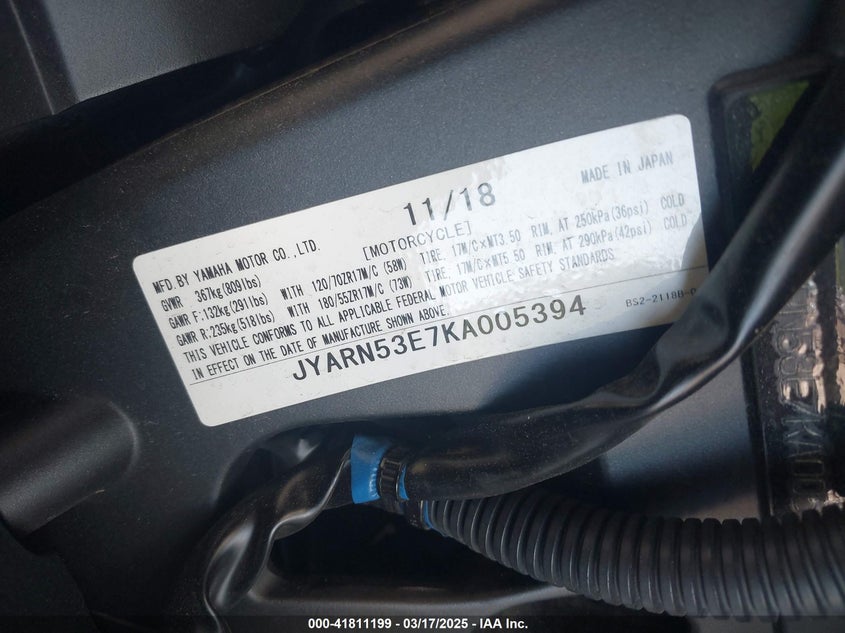 11/18
MADE IN JAPAN
MFD BY YAMAHA MOTOR CO.,LTD.
[MOTORCYCLE]
GVWR 367kg(809lbs)
GAWR F:132kg(291lbs) WITH 120/70ZR17M/C (58W) TIRE, 17M/C×MT3.50 RIM, AT 250kPa(36psi) COLD
GAWR R:235kg(518lbs) WITH 180/55ZR17M/C (73W) TIRE, 17M/C×MT5.50 RIM, AT 290kPa(42psi) COLD
THIS VEHICLE CONFORMS TO ALL APPLICABLE FEDERAL MOTOR VEHICLE SAFETY STANDARDS
IN EFFECT ON THE DATE OF MANUFACTURE SHOWN ABOVE.
BS2-2118B-
JYARN53E7KA005394
000-41811199 - 03/17/2025 - IAA Inc.